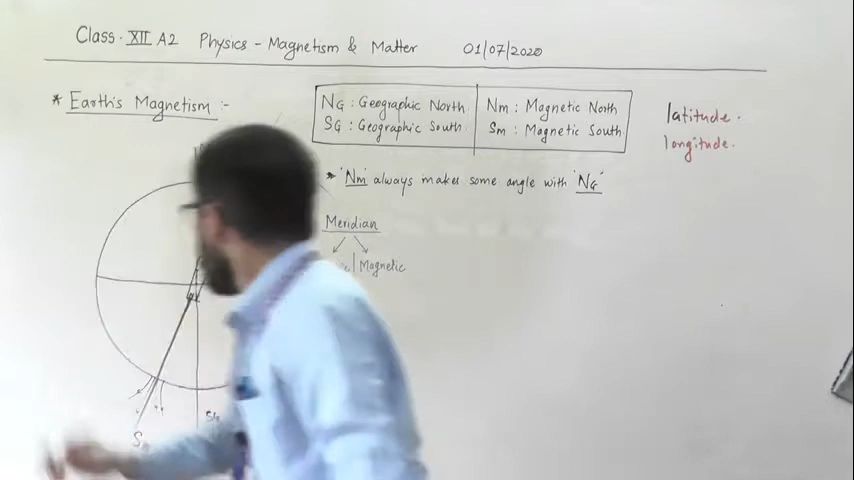 Class - XII A2 Physics - Magnetism & Matter 01/07/2020
* Earth's Magnetism :-
NG : Geographic North
SG : Geographic South
Nm : Magnetic North
Sm : Magnetic South
latitude.
longitude.
* 'Nm' always makes some angle with 'NG'
Meridian
Magnetic
SG